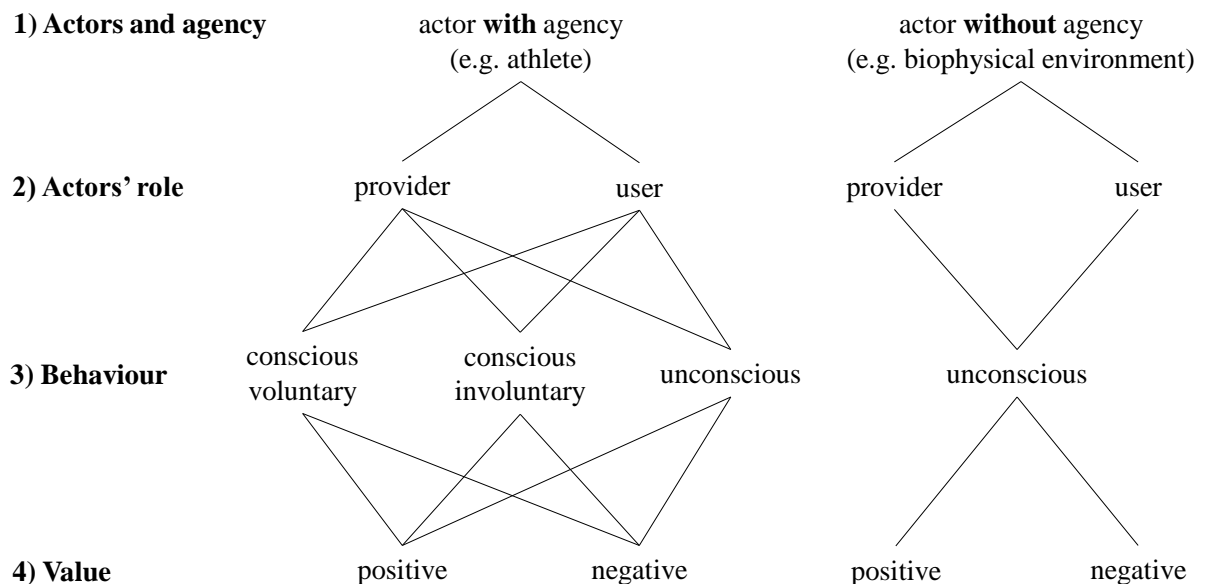 1) Actors and agency
actor with agency
(e.g. athlete)
actor without agency
(e.g. biophysical environment)
2) Actors’ role
provider
user
provider
user
3) Behaviour
conscious
voluntary
conscious
involuntary
unconscious
unconscious
4) Value
positive
negative
positive
negative